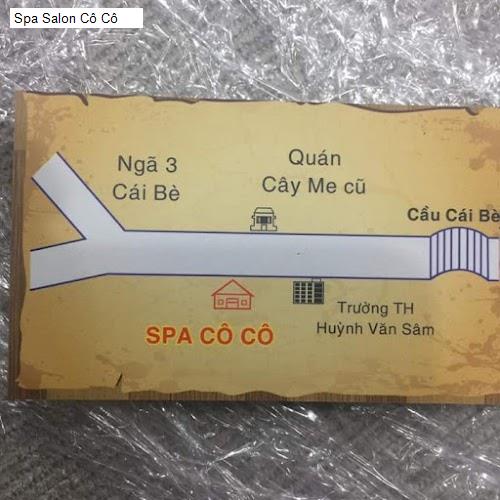 Spa Salon Cô Cô
Ngã 3
Cái Bè
Quán
Cây Me cũ
Cầu Cái Bè
SPA CÔ CÔ
Trường TH
Huỳnh Văn Sâm